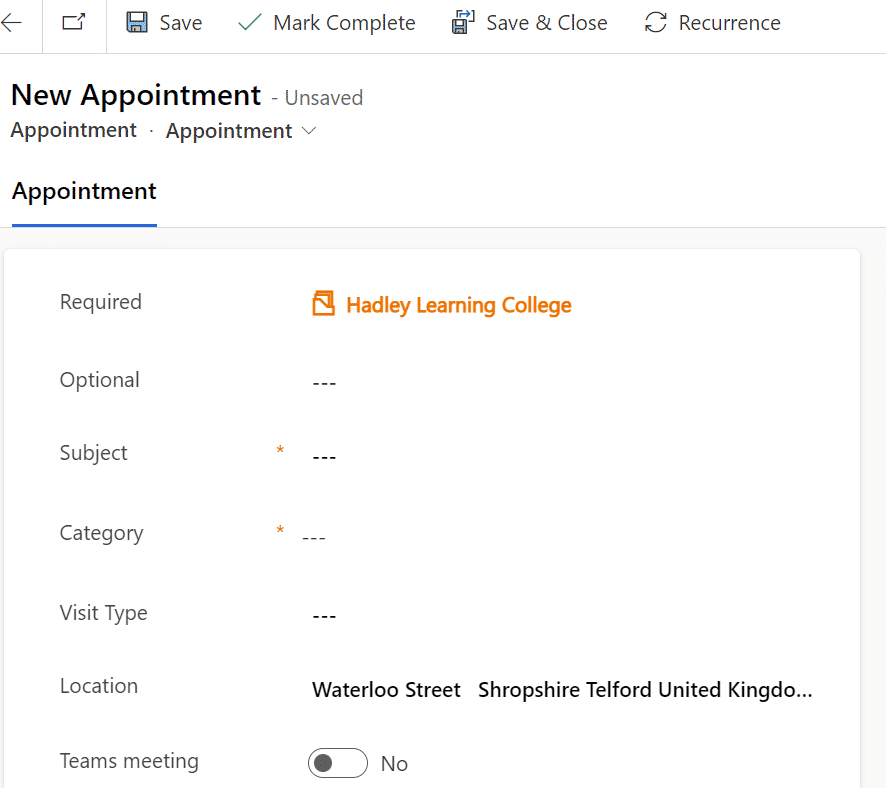 Save Mark Complete Save & Close Recurrence
New Appointment - Unsaved
Appointment · Appointment
Appointment
Required Hadley Learning College
Optional ---
Subject * ---
Category * ---
Visit Type ---
Location Waterloo Street Shropshire Telford United Kingdo...
Teams meeting No